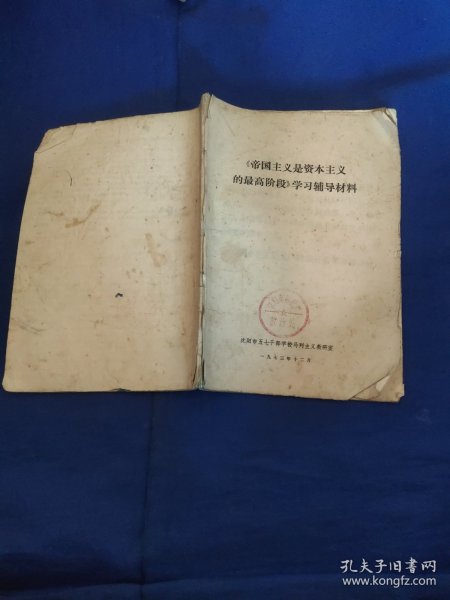 《帝国主义是资本主义
的最高阶段》学习辅导材料
沈阳市五七干部学校马列主义教研室
一九七三年十二月
孔夫子旧书网
www.kongfz.com